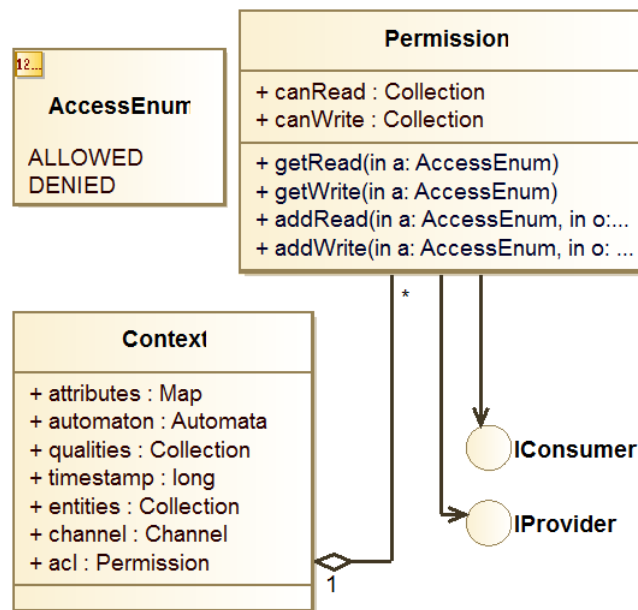 Permission
+ canRead : Collection
+ canWrite : Collection
+ getRead(in a: AccessEnum)
+ getWrite(in a: AccessEnum)
+ addRead(in a: AccessEnum, in o:...
+ addWrite(in a: AccessEnum, in o: ...
12...
AccessEnum
ALLOWED
DENIED
*
Context
+ attributes : Map
+ automaton : Automata
+ qualities : Collection
+ timestamp : long
+ entities : Collection
+ channel : Channel
+ acl : Permission
1
IConsumer
IProvider